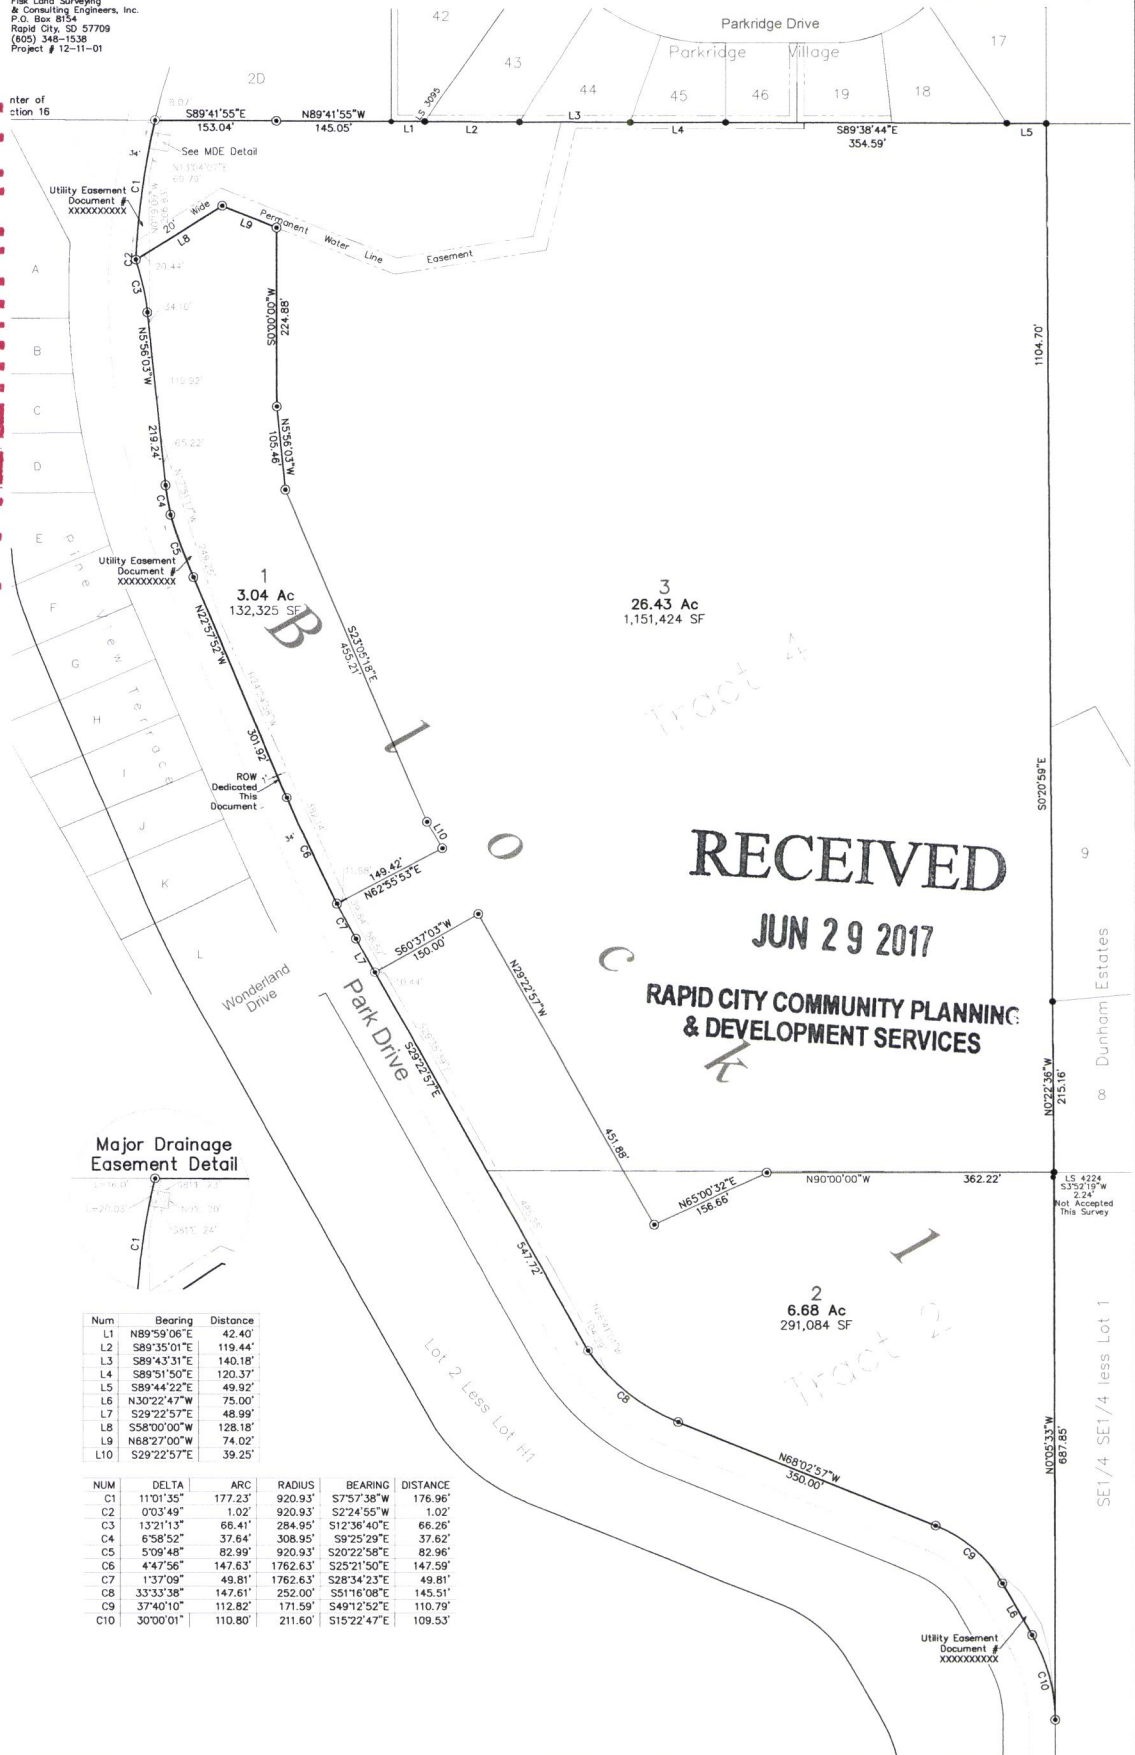 & Consulting Engineers, Inc.
P.O. Box 8154
Rapid City, SD 57709
(605) 348-1538
Project # 12-11-01
nter of
ction 16
2D
42
43
44
45
46
19
18
17
Parkridge Drive
Parkridge Village
S89°41'55"E
153.04'
N89°41'55"W
145.05'
L1
LS 3095
L2
L3
L4
S89°38'44"E
354.59'
L5
See MDE Detail
34'
C1
Utility Easement
Document #
XXXXXXXXXX
20' Wide Permanent Water Line Easement
L8
L9
C2
20.44'
C3
34.16'
S0°00'00"W
224.88'
N5°56'03"W
219.24'
N5°56'03"W
105.46'
65.22'
C4
C5
A
B
C
D
E
F
G
H
I
J
K
L
Pine View Terrace
Utility Easement
Document #
XXXXXXXXXX
1
3.04 Ac
132,325 SF
3
26.43 Ac
1,151,424 SF
Tract 4
1104.70'
S0°20'59"E
N22°57'52"W
301.92'
S23°05'18"E
455.21'
Block 1
ROW
Dedicated
This
Document
34'
C6
L10
149.42'
N62°55'53"E
C7
L7
S60°37'03"W
150.00'
Wonderland
Drive
Park Drive
S29°22'57"E
547.72'
N29°22'57"W
451.88'
RECEIVED
JUN 29 2017
RAPID CITY COMMUNITY PLANNING
& DEVELOPMENT SERVICES
9
8 Dunham Estates
N0°22'36"W
215.16'
N65°00'32"E
156.66'
N90°00'00"W
362.22'
LS 4224
S3°52'19"W
2.24'
Not Accepted
This Survey
2
6.68 Ac
291,084 SF
Tract 2
Major Drainage
Easement Detail
C1
Lot 2 Less Lot H1
C8
N68°02'57"W
350.00'
C9
L6
C10
Utility Easement
Document #
XXXXXXXXXX
N0°05'33"W
687.85'
SE1/4 SE1/4 less Lot 1
Num Bearing Distance
L1 N89°59'06"E 42.40'
L2 S89°35'01"E 119.44'
L3 S89°43'31"E 140.18'
L4 S89°51'50"E 120.37'
L5 S89°44'22"E 49.92'
L6 N30°22'47"W 75.00'
L7 S29°22'57"E 48.99'
L8 S58°00'00"W 128.18'
L9 N68°27'00"W 74.02'
L10 S29°22'57"E 39.25'
NUM DELTA ARC RADIUS BEARING DISTANCE
C1 11°01'35" 177.23' 920.93' S7°57'38"W 176.96'
C2 0°03'49" 1.02' 920.93' S2°24'55"W 1.02'
C3 13°21'13" 66.41' 284.95' S12°36'40"E 66.26'
C4 6°58'52" 37.64' 308.95' S9°25'29"E 37.62'
C5 5°09'48" 82.99' 920.93' S20°22'58"E 82.96'
C6 4°47'56" 147.63' 1762.63' S25°21'50"E 147.59'
C7 1°37'09" 49.81' 1762.63' S28°34'23"E 49.81'
C8 33°33'38" 147.61' 252.00' S51°16'08"E 145.51'
C9 37°40'10" 112.82' 171.59' S49°12'52"E 110.79'
C10 30°00'01" 110.80' 211.60' S15°22'47"E 109.53'